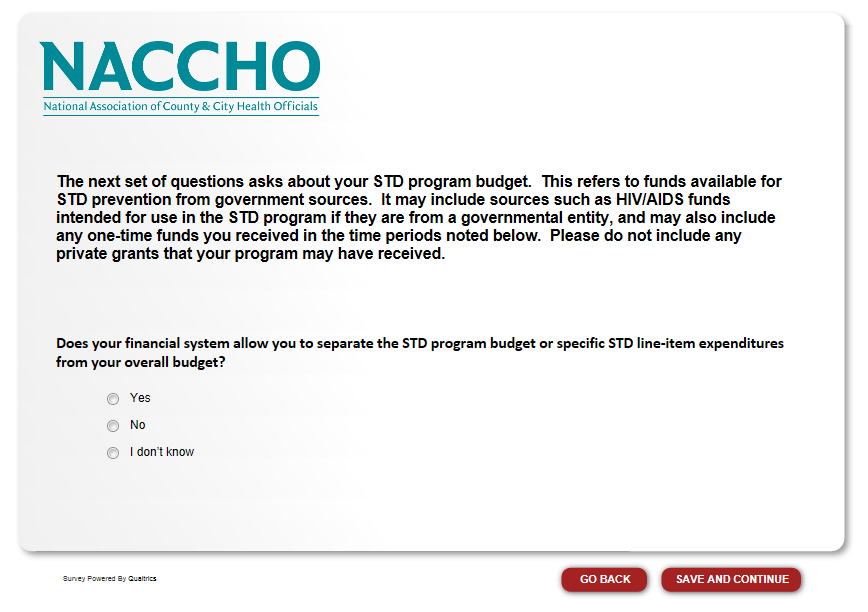 NACCHO
National Association of County & City Health Officials
The next set of questions asks about your STD program budget.  This refers to funds available for
STD prevention from government sources.  It may include sources such as HIV/AIDS funds
intended for use in the STD program if they are from a governmental entity, and may also include
any one-time funds you received in the time periods noted below.  Please do not include any
private grants that your program may have received.
Does your financial system allow you to separate the STD program budget or specific STD line-item expenditures
from your overall budget?
Yes
No
I don't know
Survey Powered By Qualtrics
GO BACK
SAVE AND CONTINUE